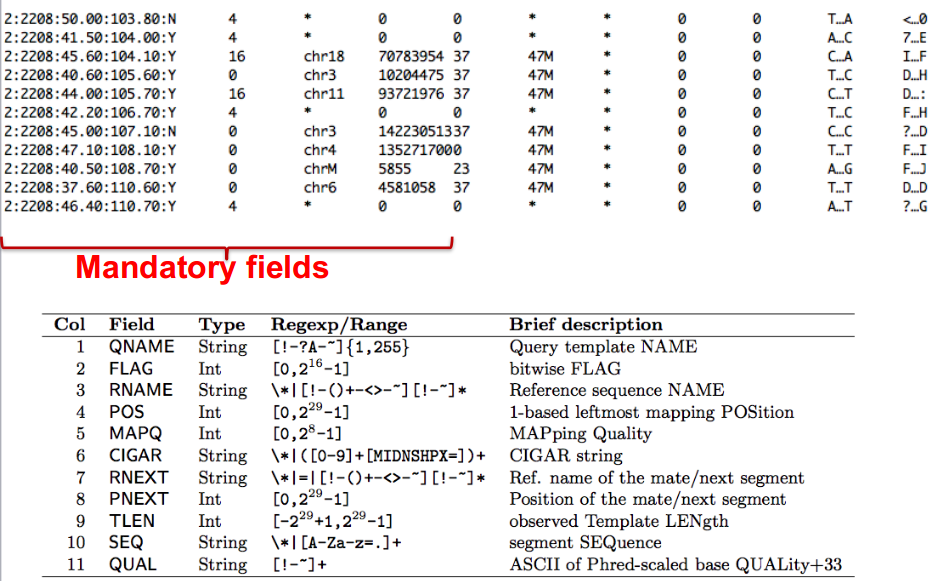 2:2208:50.00:103.80:N 4 * 0 0 * * 0 0 T…A <…0
2:2208:41.50:104.00:Y 4 * 0 0 * * 0 0 A…C ?…E
2:2208:45.60:104.10:Y 16 chr18 70783954 37 47M * 0 0 C…A I…F
2:2208:40.60:105.60:Y 0 chr3 10204475 37 47M * 0 0 T…C D…H
2:2208:44.00:105.70:Y 16 chr11 93721976 37 47M * 0 0 C…T D…:
2:2208:42.20:106.70:Y 4 * 0 0 * * 0 0 T…C F…H
2:2208:45.00:107.10:N 0 chr3 14223051337 47M * 0 0 C…C ?…D
2:2208:47.10:108.10:Y 0 chr4 1352717000 47M * 0 0 T…T F…I
2:2208:40.50:108.70:Y 0 chrM 5855 23 47M * 0 0 A…G F…J
2:2208:37.60:110.60:Y 0 chr6 4581058 37 47M * 0 0 T…T D…D
2:2208:46.40:110.70:Y 4 * 0 0 * * 0 0 A…T ?…G
Mandatory fields
Col Field Type Regexp/Range Brief description
1 QNAME String [!-?A-~]{1,255} Query template NAME
2 FLAG Int [0,2^16-1] bitwise FLAG
3 RNAME String \*|[!-()+-<>-~][!-~]* Reference sequence NAME
4 POS Int [0,2^29-1] 1-based leftmost mapping POSition
5 MAPQ Int [0,2^8-1] MAPping Quality
6 CIGAR String \*|([0-9]+[MIDNSHPX=])+ CIGAR string
7 RNEXT String \*|=|[!-()+-<>-~][!-~]* Ref. name of the mate/next segment
8 PNEXT Int [0,2^29-1] Position of the mate/next segment
9 TLEN Int [-2^29+1,2^29-1] observed Template LENgth
10 SEQ String \*|[A-Za-z=.]+ segment SEQuence
11 QUAL String [!-~]+ ASCII of Phred-scaled base QUALity+33